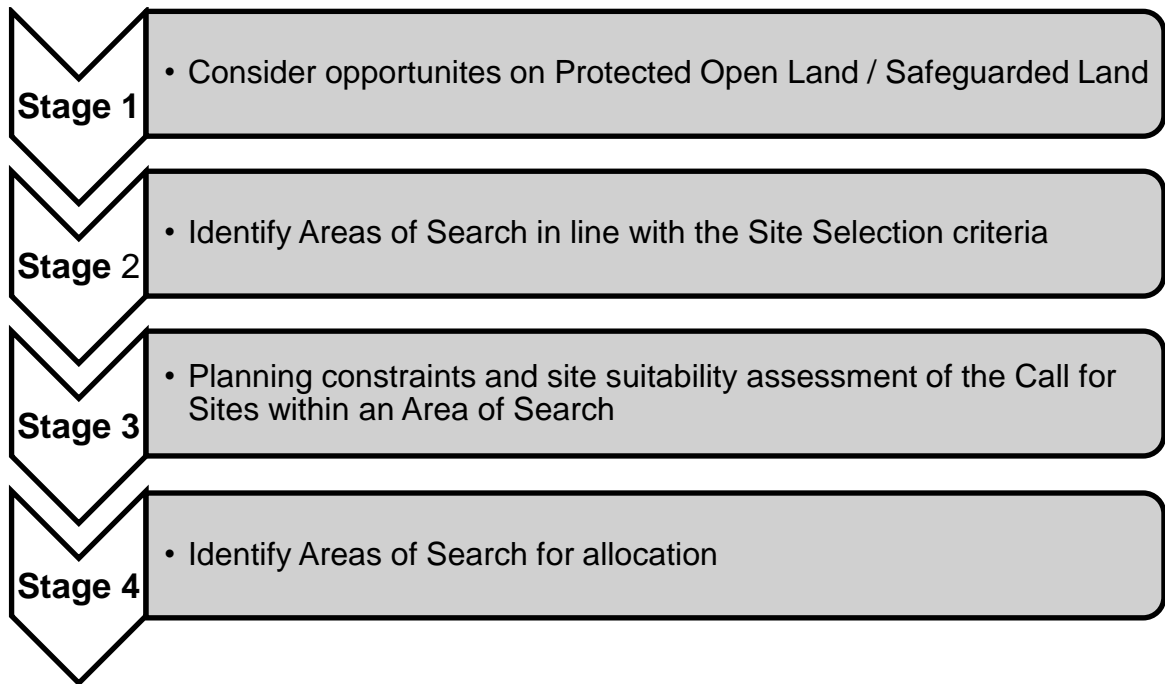 Stage 1
• Consider opportunites on Protected Open Land / Safeguarded Land
Stage 2
• Identify Areas of Search in line with the Site Selection criteria
Stage 3
• Planning constraints and site suitability assessment of the Call for
Sites within an Area of Search
Stage 4
• Identify Areas of Search for allocation